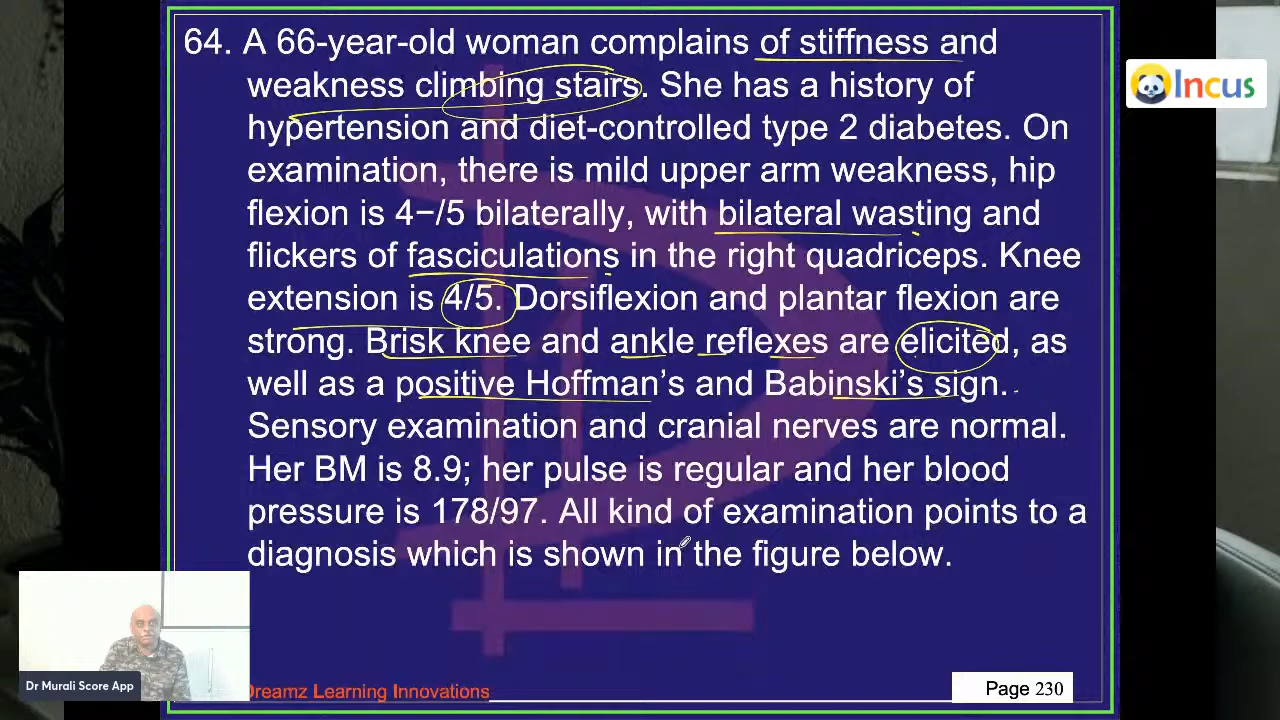 64. A 66-year-old woman complains of stiffness and
weakness climbing stairs. She has a history of
hypertension and diet-controlled type 2 diabetes. On
examination, there is mild upper arm weakness, hip
flexion is 4−/5 bilaterally, with bilateral wasting and
flickers of fasciculations in the right quadriceps. Knee
extension is 4/5. Dorsiflexion and plantar flexion are
strong. Brisk knee and ankle reflexes are elicited, as
well as a positive Hoffman's and Babinski's sign.
Sensory examination and cranial nerves are normal.
Her BM is 8.9; her pulse is regular and her blood
pressure is 178/97. All kind of examination points to a
diagnosis which is shown in the figure below.
Incus
Dr Murali Score App
Dreamz Learning Innovations
Page 230